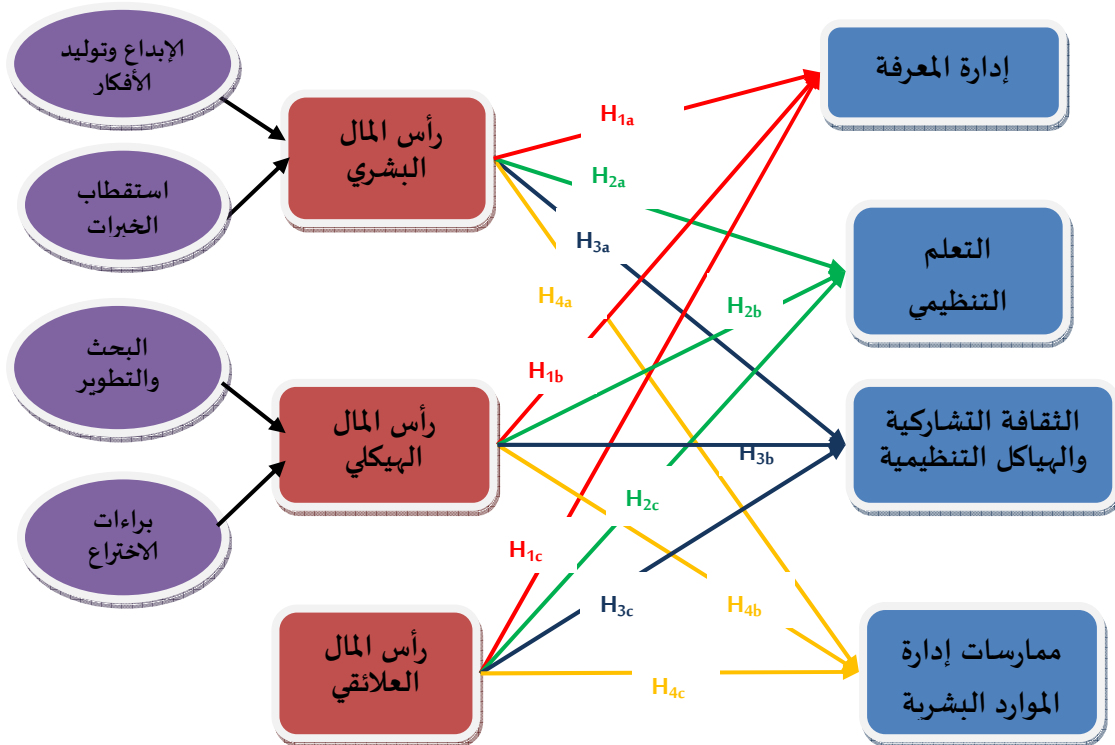 الإبداع وتوليد
الأفكار
استقطاب
الخبرات
البحث
والتطوير
براءات
الاختراع
رأس المال
البشري
رأس المال
الهيكلي
رأس المال
العلائقي
H1a
H2a
H3a
H4a
H2b
H1b
H3b
H2c
H1c
H3c
H4b
H4c
إدارة المعرفة
التعلم
التنظيمي
الثقافة التشاركية
والهياكل التنظيمية
ممارسات إدارة
الموارد البشرية